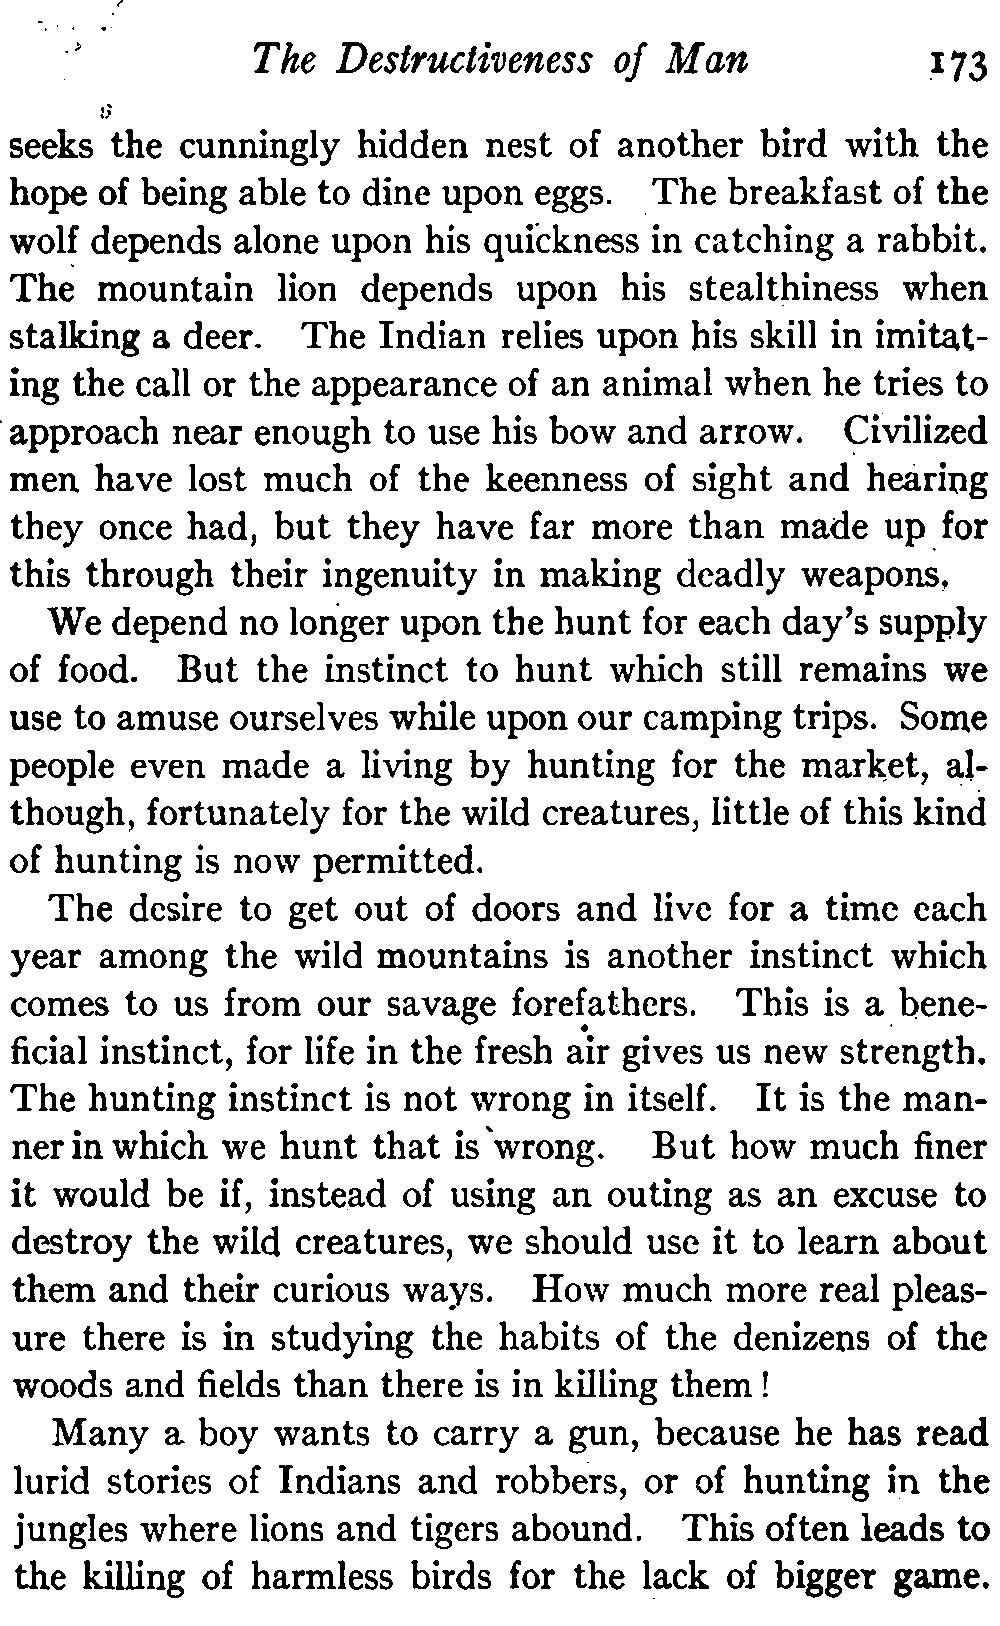 The Destructiveness of Man 173
seeks the cunningly hidden nest of another bird with the
hope of being able to dine upon eggs. The breakfast of the
wolf depends alone upon his quickness in catching a rabbit.
The mountain lion depends upon his stealthiness when
stalking a deer. The Indian relies upon his skill in imitat-
ing the call or the appearance of an animal when he tries to
approach near enough to use his bow and arrow. Civilized
men have lost much of the keenness of sight and hearing
they once had, but they have far more than made up for
this through their ingenuity in making deadly weapons.
We depend no longer upon the hunt for each day's supply
of food. But the instinct to hunt which still remains we
use to amuse ourselves while upon our camping trips. Some
people even made a living by hunting for the market, al-
though, fortunately for the wild creatures, little of this kind
of hunting is now permitted.
The desire to get out of doors and live for a time each
year among the wild mountains is another instinct which
comes to us from our savage forefathers. This is a bene-
ficial instinct, for life in the fresh air gives us new strength.
The hunting instinct is not wrong in itself. It is the man-
ner in which we hunt that is wrong. But how much finer
it would be if, instead of using an outing as an excuse to
destroy the wild creatures, we should use it to learn about
them and their curious ways. How much more real pleas-
ure there is in studying the habits of the denizens of the
woods and fields than there is in killing them!
Many a boy wants to carry a gun, because he has read
lurid stories of Indians and robbers, or of hunting in the
jungles where lions and tigers abound. This often leads to
the killing of harmless birds for the lack of bigger game.